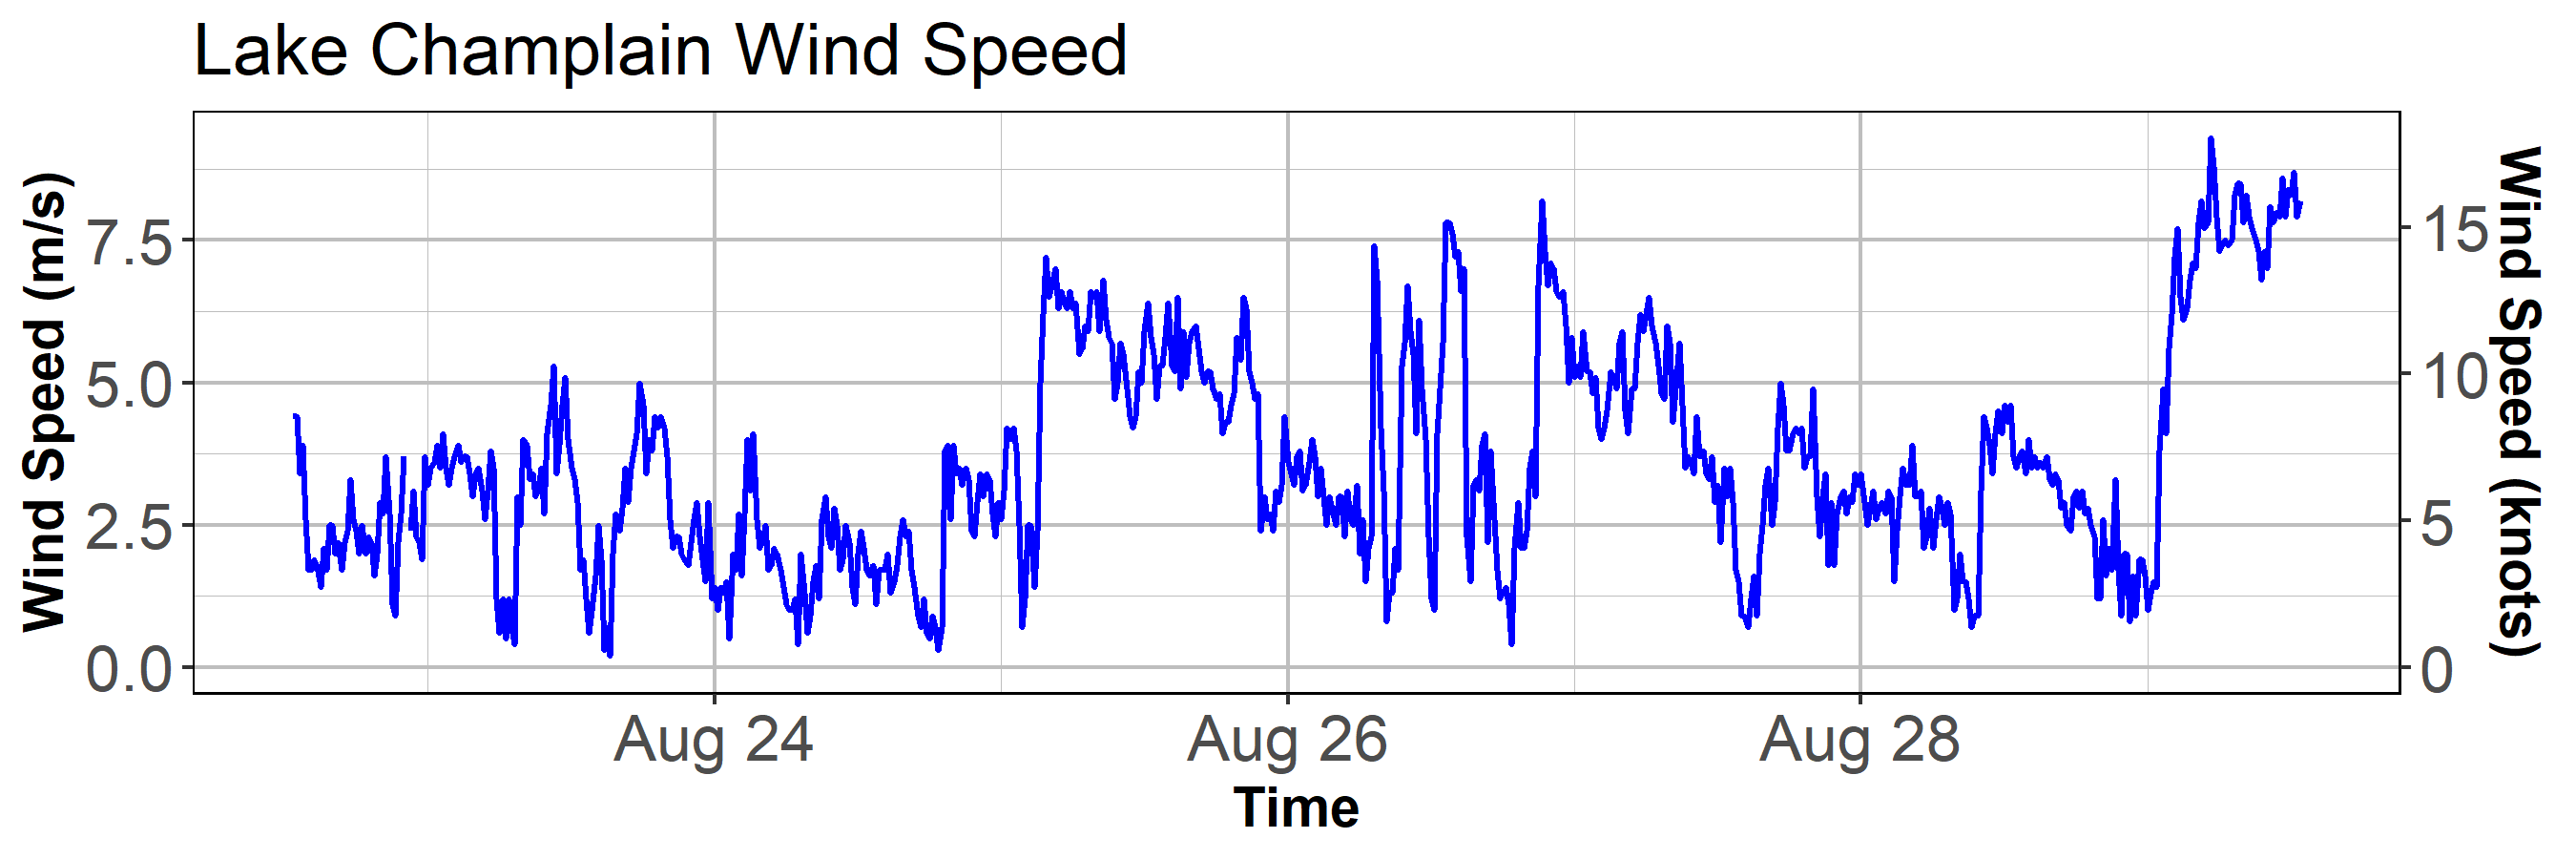 Lake Champlain Wind Speed
Wind Speed (m/s)
7.5
5.0
2.5
0.0
Wind Speed (knots)
15
10
5
0
Aug 24 Aug 26 Aug 28
Time